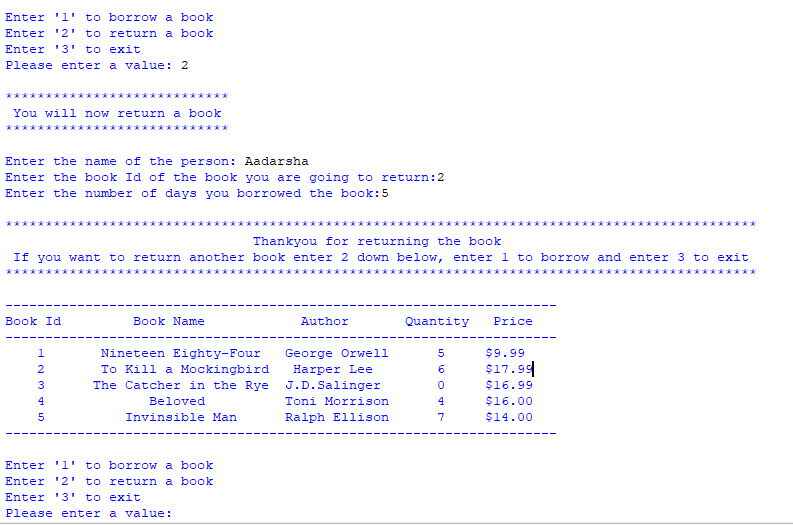 Enter '1' to borrow a book
Enter '2' to return a book
Enter '3' to exit
Please enter a value: 2
****************************
You will now return a book
****************************
Enter the name of the person: Aadarsha
Enter the book Id of the book you are going to return:2
Enter the number of days you borrowed the book:5
**********************************************************************************************
Thankyou for returning the book
If you want to return another book enter 2 down below, enter 1 to borrow and enter 3 to exit
**********************************************************************************************
---------------------------------------------------------------------
Book Id Book Name Author Quantity Price
---------------------------------------------------------------------
1 Nineteen Eighty-Four George Orwell 5 $9.99
2 To Kill a Mockingbird Harper Lee 6 $17.99
3 The Catcher in the Rye J.D.Salinger 0 $16.99
4 Beloved Toni Morrison 4 $16.00
5 Invinsible Man Ralph Ellison 7 $14.00
---------------------------------------------------------------------
Enter '1' to borrow a book
Enter '2' to return a book
Enter '3' to exit
Please enter a value: